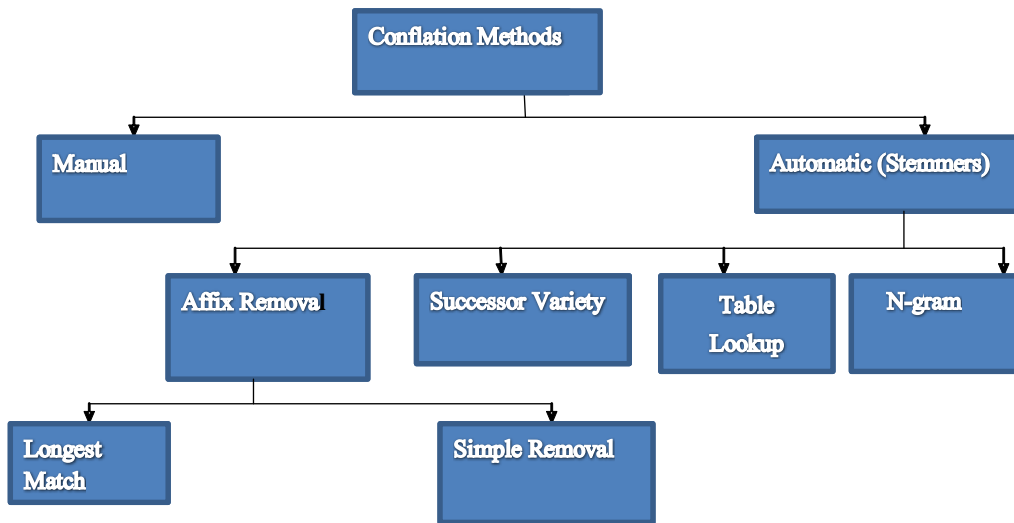 Conflation Methods
Manual
Automatic (Stemmers)
Affix Removal
Successor Variety
Table
Lookup
N-gram
Longest
Match
Simple Removal